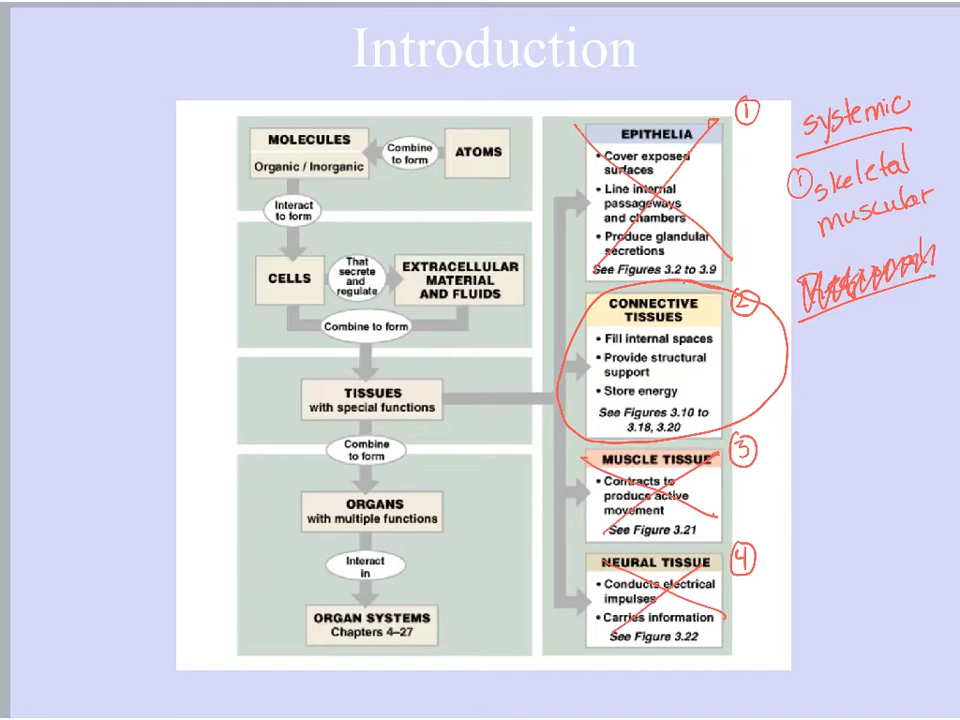 Introduction
MOLECULES
Organic / Inorganic
Combine
to form
ATOMS
Interact
to form
CELLS
That
secrete
and
regulate
EXTRACELLULAR
MATERIAL
AND FLUIDS
Combine to form
TISSUES
with special functions
Combine
to form
ORGANS
with multiple functions
Interact
in
ORGAN SYSTEMS
Chapters 4–27
①
EPITHELIA
• Cover exposed
surfaces
• Line internal
passageways
and chambers
• Produce glandular
secretions
See Figures 3.2 to 3.9
②
CONNECTIVE
TISSUES
• Fill internal spaces
• Provide structural
support
• Store energy
See Figures 3.10 to
3.18, 3.20
③
MUSCLE TISSUE
• Contracts to
produce active
movement
See Figure 3.21
④
NEURAL TISSUE
• Conducts electrical
impulses
• Carries information
See Figure 3.22
systemic
① skeletal
muscular